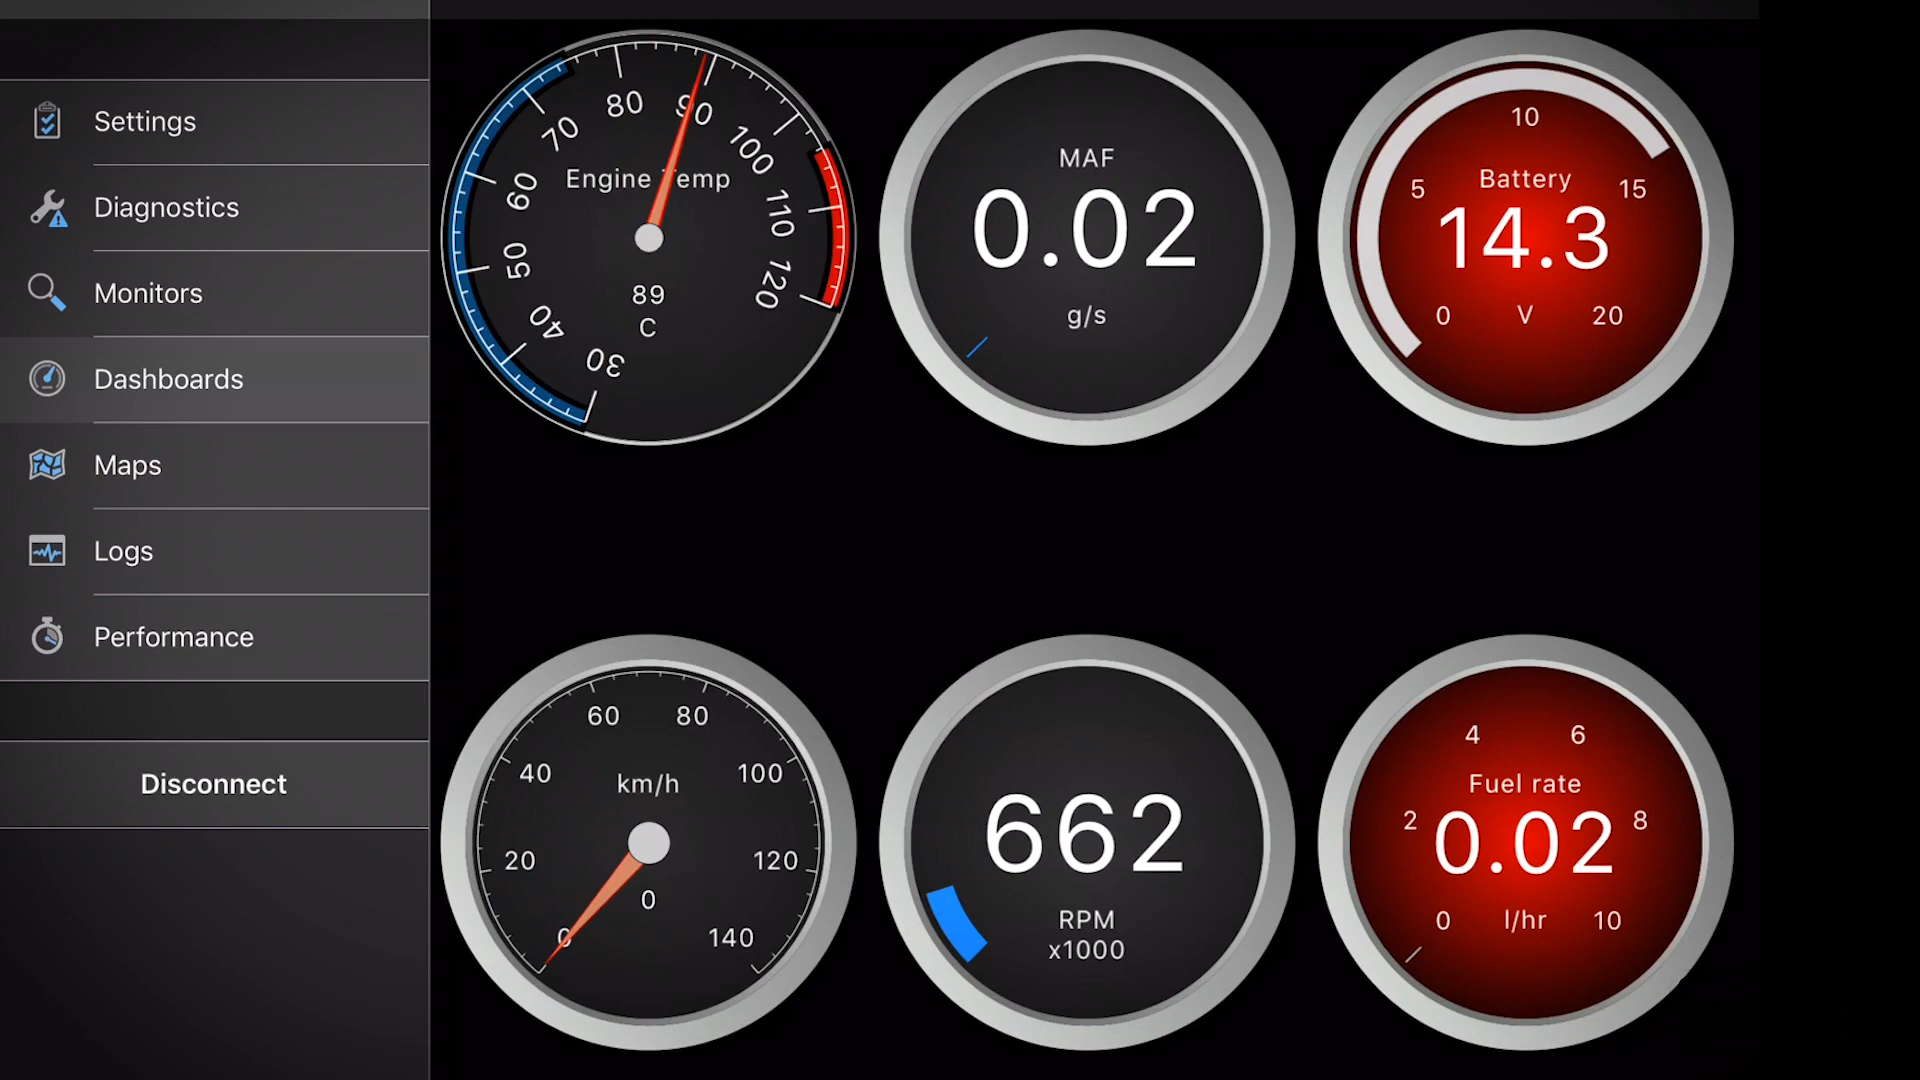 Settings
Diagnostics
Monitors
Dashboards
Maps
Logs
Performance
Disconnect
30
40
50
60
70
80
90
100
110
120
Engine Temp
89
C
MAF
0.02
g/s
0
5
10
15
20
Battery
14.3
V
0
20
40
60
80
100
120
140
km/h
0
662
RPM
x1000
0
2
4
6
8
10
Fuel rate
0.02
l/hr